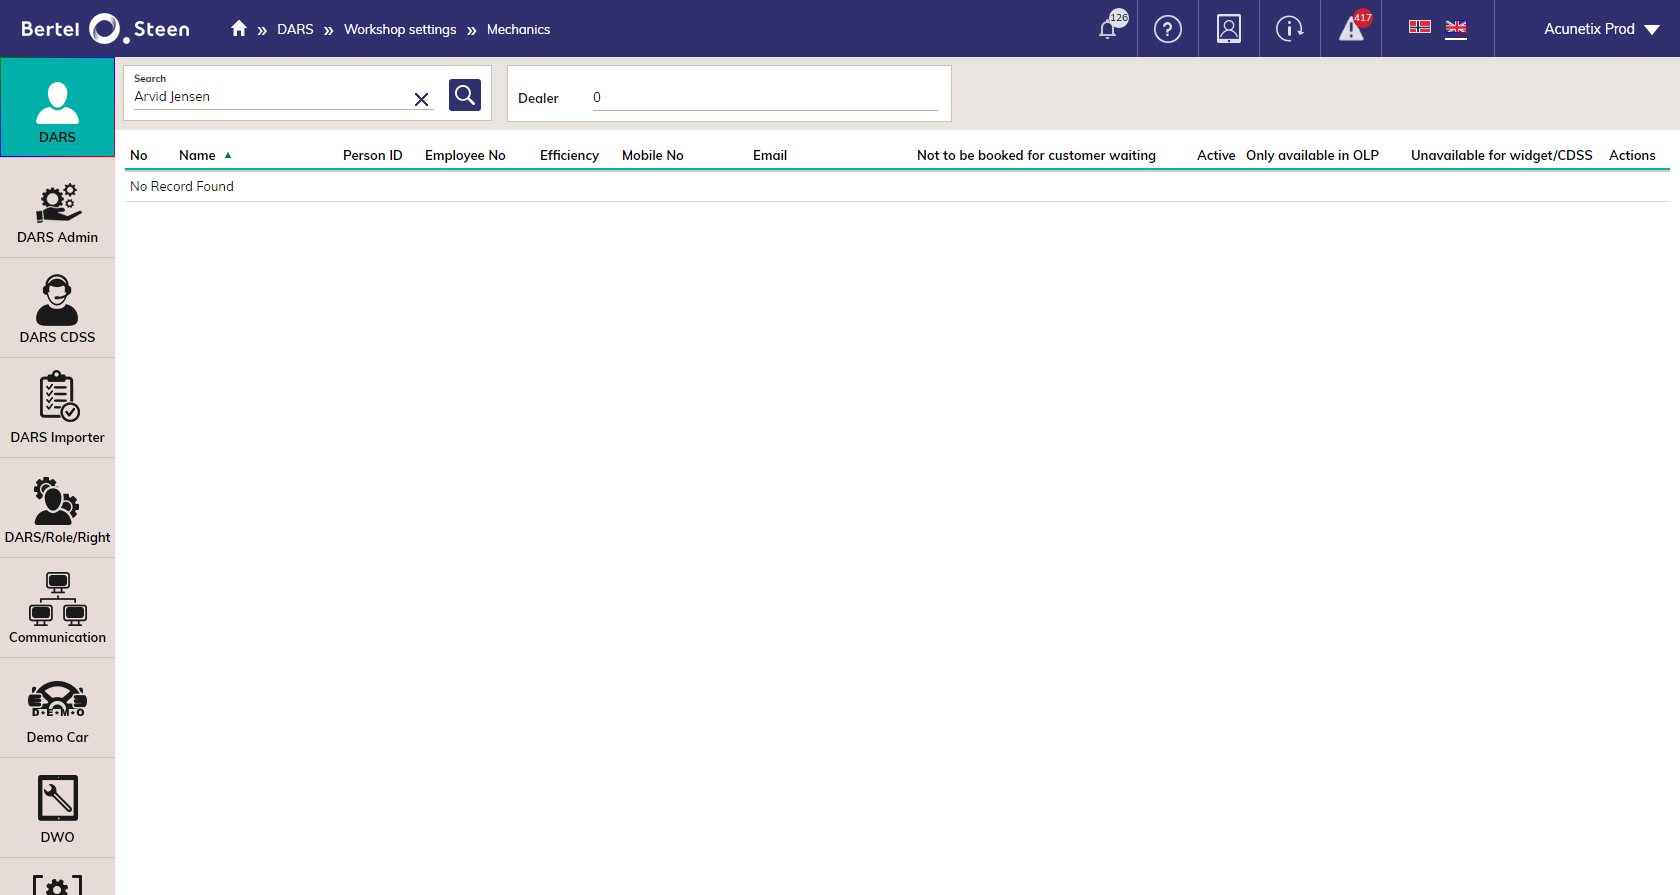 Bertel O. Steen
» DARS » Workshop settings » Mechanics
126
417
Acunetix Prod
DARS
DARS Admin
DARS CDSS
DARS Importer
DARS/Role/Right
Communication
D•E•M•O
Demo Car
DWO
Search
Arvid Jensen
Dealer 0
No Name ▲ Person ID Employee No Efficiency Mobile No Email Not to be booked for customer waiting Active Only available in OLP Unavailable for widget/CDSS Actions
No Record Found